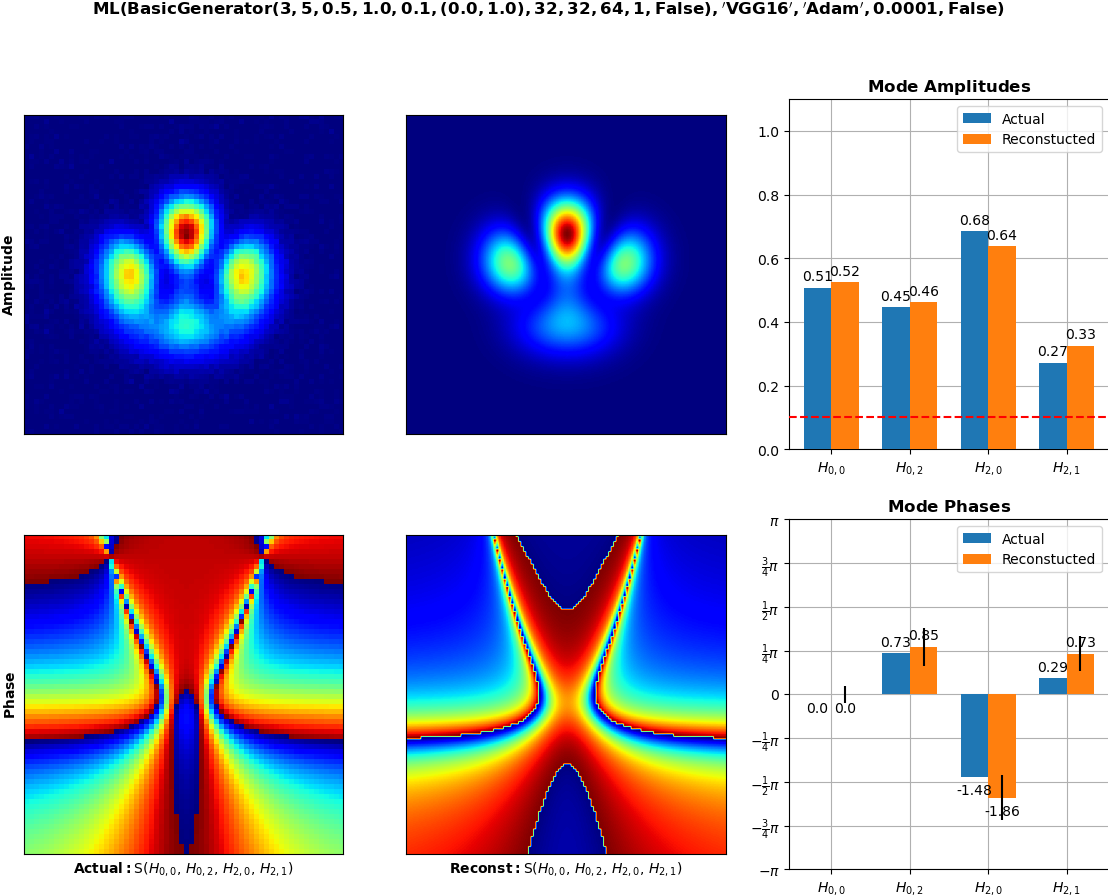 ML(BasicGenerator(3, 5, 0.5, 1.0, 0.1, (0.0, 1.0), 32, 32, 64, 1, False), 'VGG16', 'Adam', 0.0001, False)
Amplitude
Mode Amplitudes
Actual
Reconstucted
1.0
0.8
0.6
0.4
0.2
0.0
0.51
0.52
0.45
0.46
0.68
0.64
0.27
0.33
H0,0
H0,2
H2,0
H2,1
Phase
Actual: S(H0,0, H0,2, H2,0, H2,1)
Reconst: S(H0,0, H0,2, H2,0, H2,1)
Mode Phases
Actual
Reconstucted
π
3/4π
1/2π
1/4π
0
−1/4π
−1/2π
−3/4π
−π
0.0
0.0
0.73
0.85
-1.48
-1.86
0.29
0.73
H0,0
H0,2
H2,0
H2,1